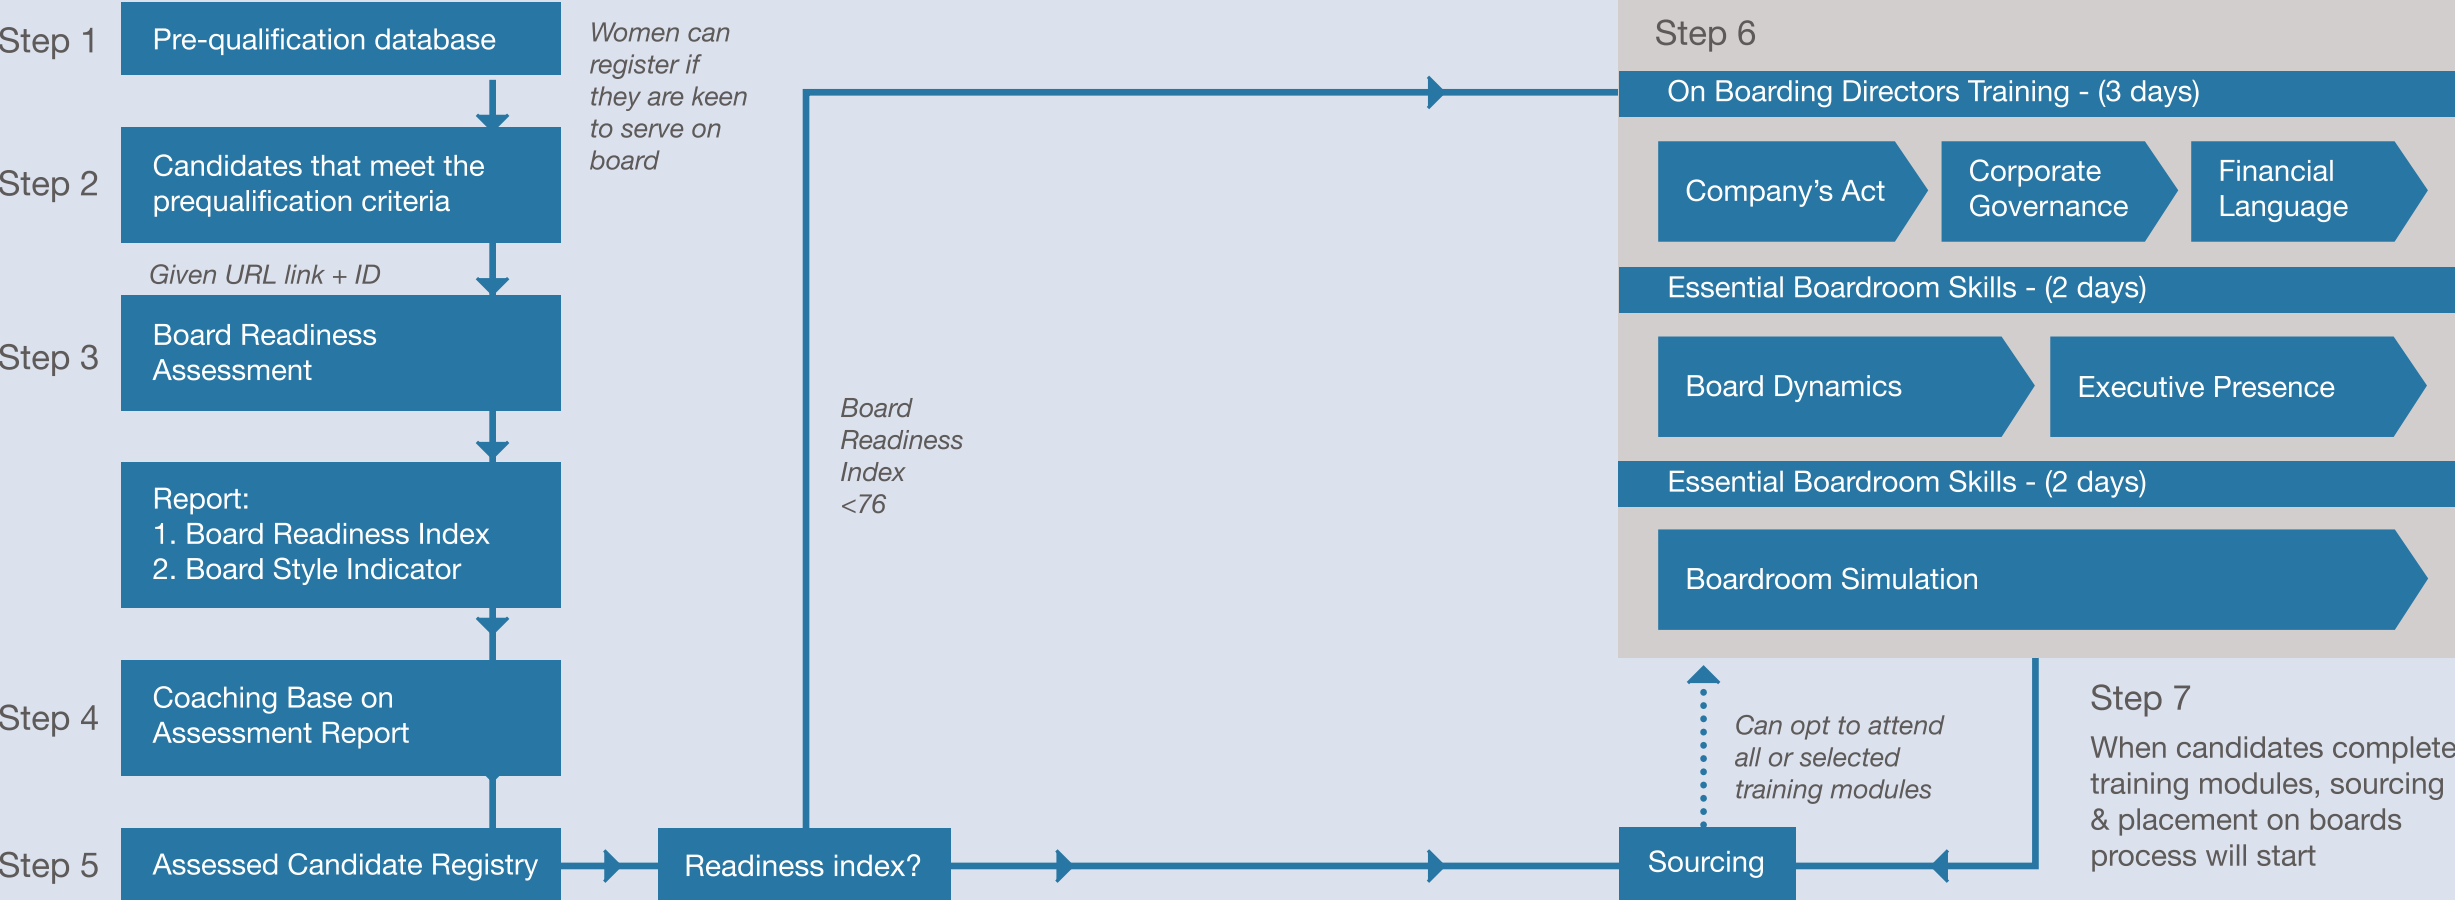 Step 1
Pre-qualification database
Women can
register if
they are keen
to serve on
board
Step 2
Candidates that meet the
prequalification criteria
Given URL link + ID
Step 3
Board Readiness
Assessment
Report:
1. Board Readiness Index
2. Board Style Indicator
Step 4
Coaching Base on
Assessment Report
Step 5
Assessed Candidate Registry
Readiness index?
Board
Readiness
Index
<76
Step 6
On Boarding Directors Training - (3 days)
Company's Act
Corporate
Governance
Financial
Language
Essential Boardroom Skills - (2 days)
Board Dynamics
Executive Presence
Essential Boardroom Skills - (2 days)
Boardroom Simulation
Can opt to attend
all or selected
training modules
Sourcing
Step 7
When candidates complete
training modules, sourcing
& placement on boards
process will start